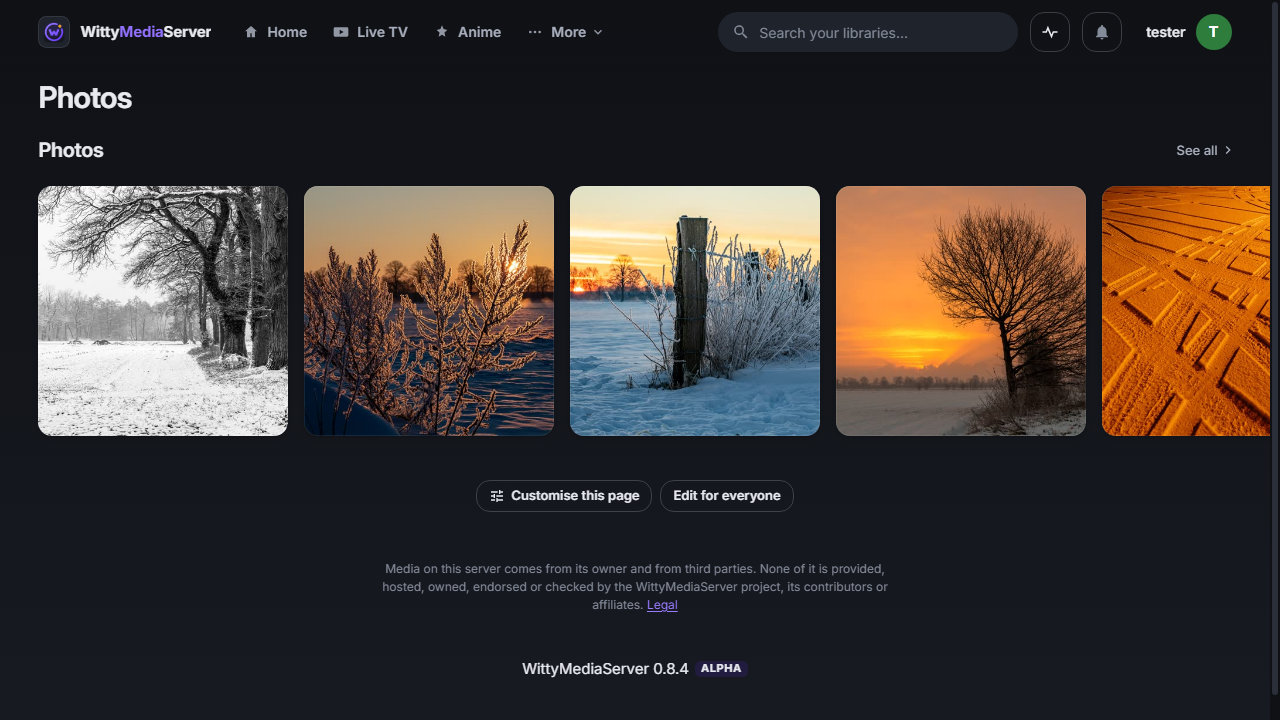 WittyMediaServer
Home
Live TV
Anime
More
Search your libraries...
tester
T
Photos
Photos
See all
Customise this page
Edit for everyone
Media on this server comes from its owner and from third parties. None of it is provided,
hosted, owned, endorsed or checked by the WittyMediaServer project, its contributors or
affiliates. Legal
WittyMediaServer 0.8.4 ALPHA